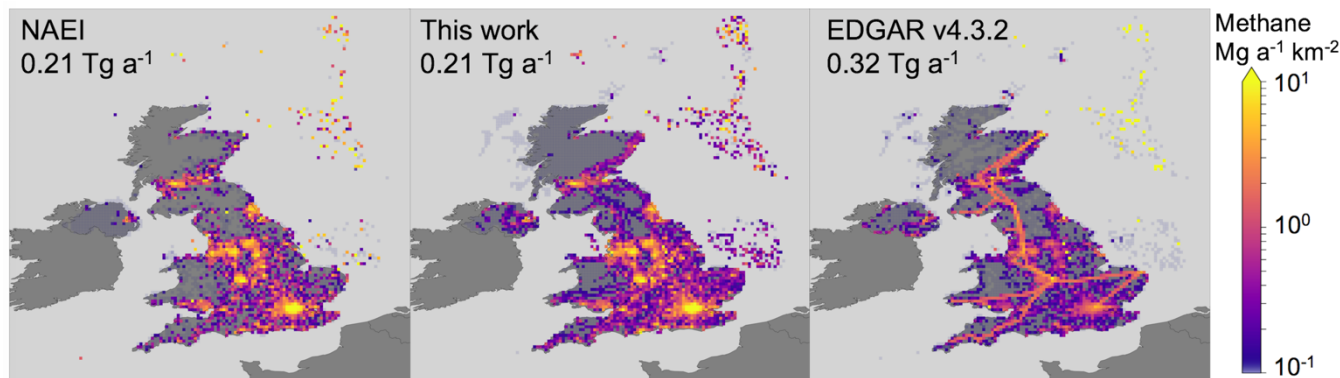 NAEI
0.21 Tg a⁻¹
This work
0.21 Tg a⁻¹
EDGAR v4.3.2
0.32 Tg a⁻¹
Methane
Mg a⁻¹ km⁻²
10¹
10⁰
10⁻¹